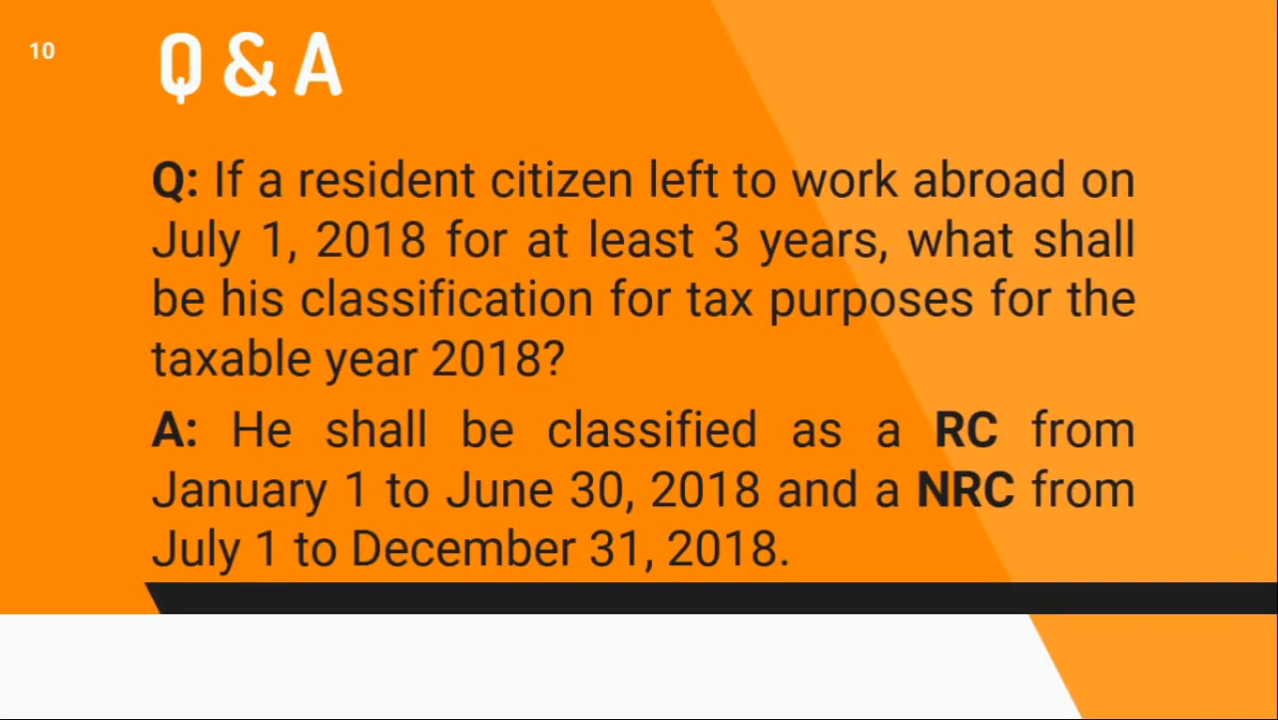 10
Q & A
Q: If a resident citizen left to work abroad on
July 1, 2018 for at least 3 years, what shall
be his classification for tax purposes for the
taxable year 2018?
A: He shall be classified as a RC from
January 1 to June 30, 2018 and a NRC from
July 1 to December 31, 2018.